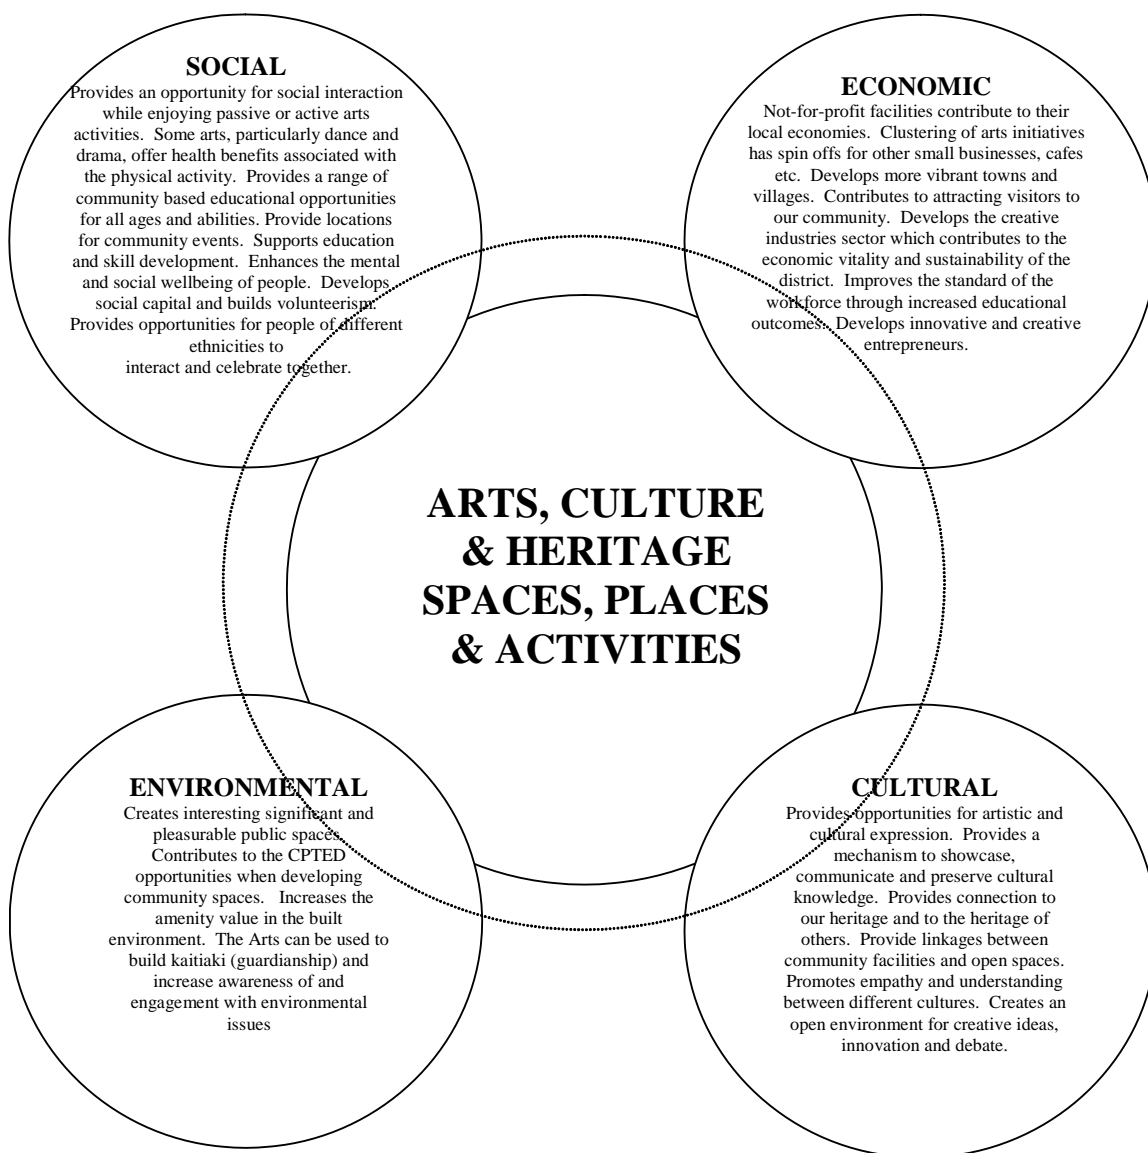 SOCIAL
Provides an opportunity for social interaction
while enjoying passive or active arts
activities.  Some arts, particularly dance and
drama, offer health benefits associated with
the physical activity.  Provides a range of
community based educational opportunities
for all ages and abilities. Provide locations
for community events.  Supports education
and skill development.  Enhances the mental
and social wellbeing of people.  Develops
social capital and builds volunteerism.
Provides opportunities for people of different
ethnicities to
interact and celebrate together.
ECONOMIC
Not-for-profit facilities contribute to their
local economies.  Clustering of arts initiatives
has spin offs for other small businesses, cafes
etc.  Develops more vibrant towns and
villages.  Contributes to attracting visitors to
our community.  Develops the creative
industries sector which contributes to the
economic vitality and sustainability of the
district.  Improves the standard of the
workforce through increased educational
outcomes.  Develops innovative and creative
entrepreneurs.
ARTS, CULTURE
& HERITAGE
SPACES, PLACES
& ACTIVITIES
ENVIRONMENTAL
Creates interesting significant and
pleasurable public spaces.
Contributes to the CPTED
opportunities when developing
community spaces.   Increases the
amenity value in the built
environment.  The Arts can be used to
build kaitiaki (guardianship) and
increase awareness of and
engagement with environmental
issues
CULTURAL
Provides opportunities for artistic and
cultural expression.  Provides a
mechanism to showcase,
communicate and preserve cultural
knowledge.  Provides connection to
our heritage and to the heritage of
others.  Provide linkages between
community facilities and open spaces.
Promotes empathy and understanding
between different cultures.  Creates an
open environment for creative ideas,
innovation and debate.